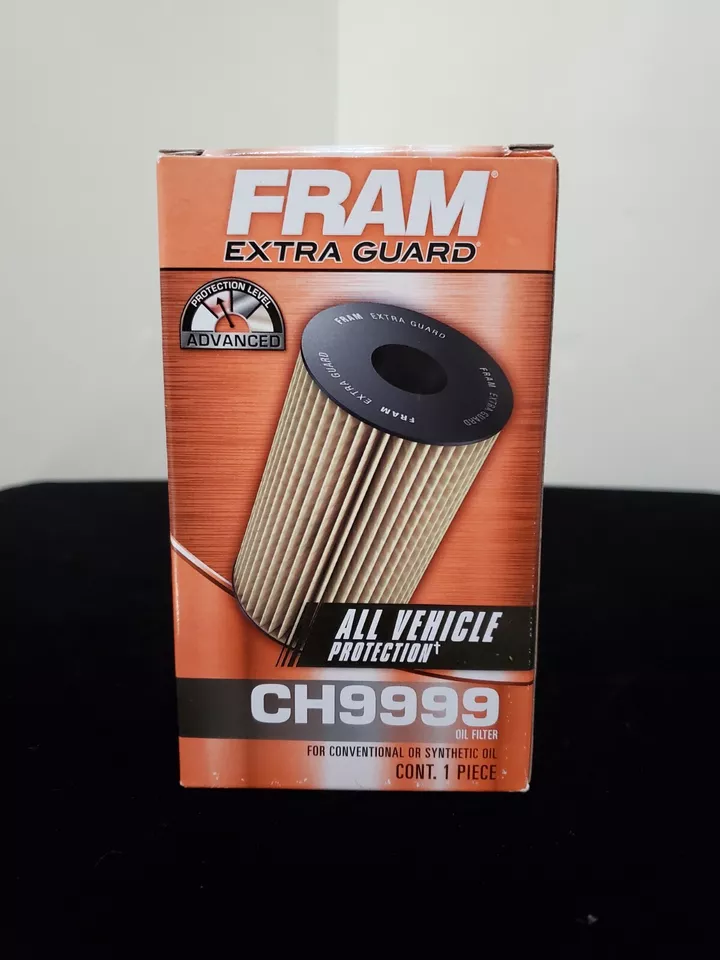 FRAM®
EXTRA GUARD®
PROTECTION LEVEL
ADVANCED
FRAM EXTRA GUARD
FRAM EXTRA GUARD
FRAM EXTRA GUARD
ALL VEHICLE
PROTECTION†
CH9999
OIL FILTER
FOR CONVENTIONAL OR SYNTHETIC OIL
CONT. 1 PIECE